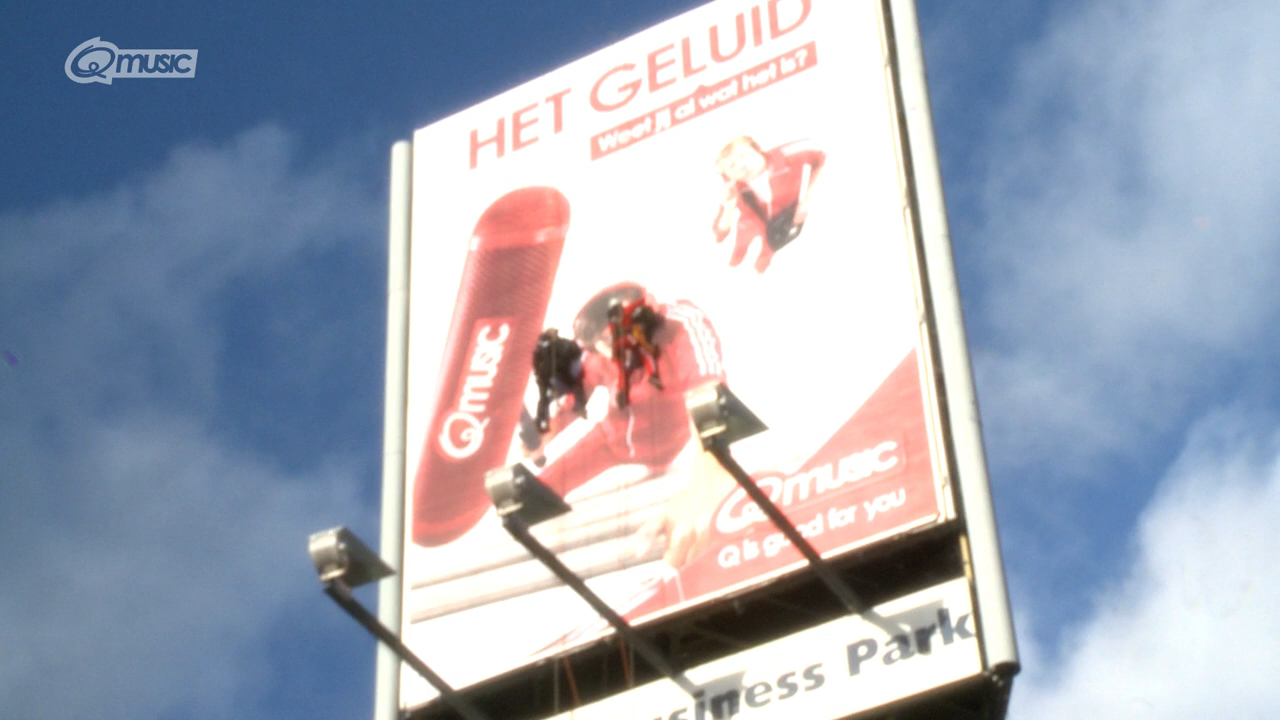 Qmusic
HET GELUID
Weet jij al wat het is?
Qmusic
Qmusic
Q is good for you
siness Park